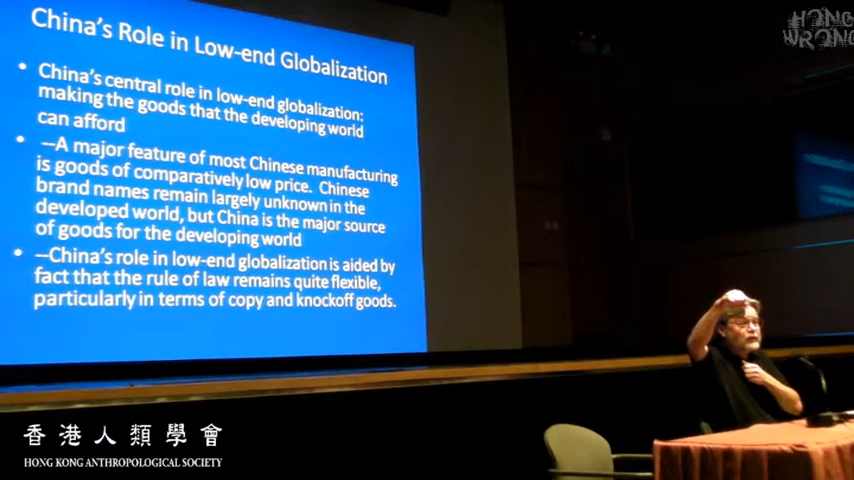 HONG
WRONG
China's Role in Low-end Globalization
• China's central role in low-end globalization:
making the goods that the developing world
can afford
• --A major feature of most Chinese manufacturing
is goods of comparatively low price. Chinese
brand names remain largely unknown in the
developed world, but China is the major source
of goods for the developing world
• --China's role in low-end globalization is aided by
fact that the rule of law remains quite flexible,
particularly in terms of copy and knockoff goods.
香港人類學會
HONG KONG ANTHROPOLOGICAL SOCIETY